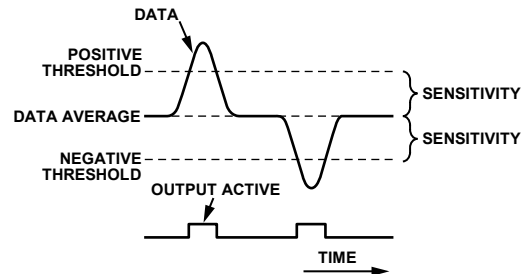 DATA
POSITIVE
THRESHOLD
SENSITIVITY
DATA AVERAGE
SENSITIVITY
NEGATIVE
THRESHOLD
OUTPUT ACTIVE
TIME